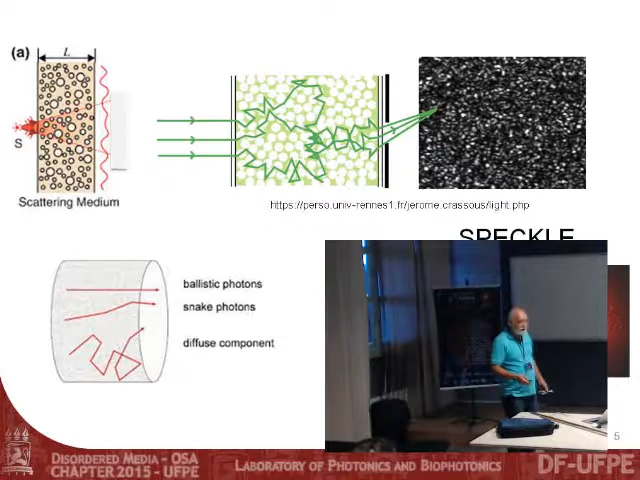 (a)
L
S
Scattering Medium
https://perso.univ-rennes1.fr/jerome.crassous/light.php
SPECKLE
ballistic photons
snake photons
diffuse component
5
DISORDERED MEDIA - OSA
CHAPTER 2015 - UFPE
LABORATORY OF PHOTONICS AND BIOPHOTONICS
DF-UFPE